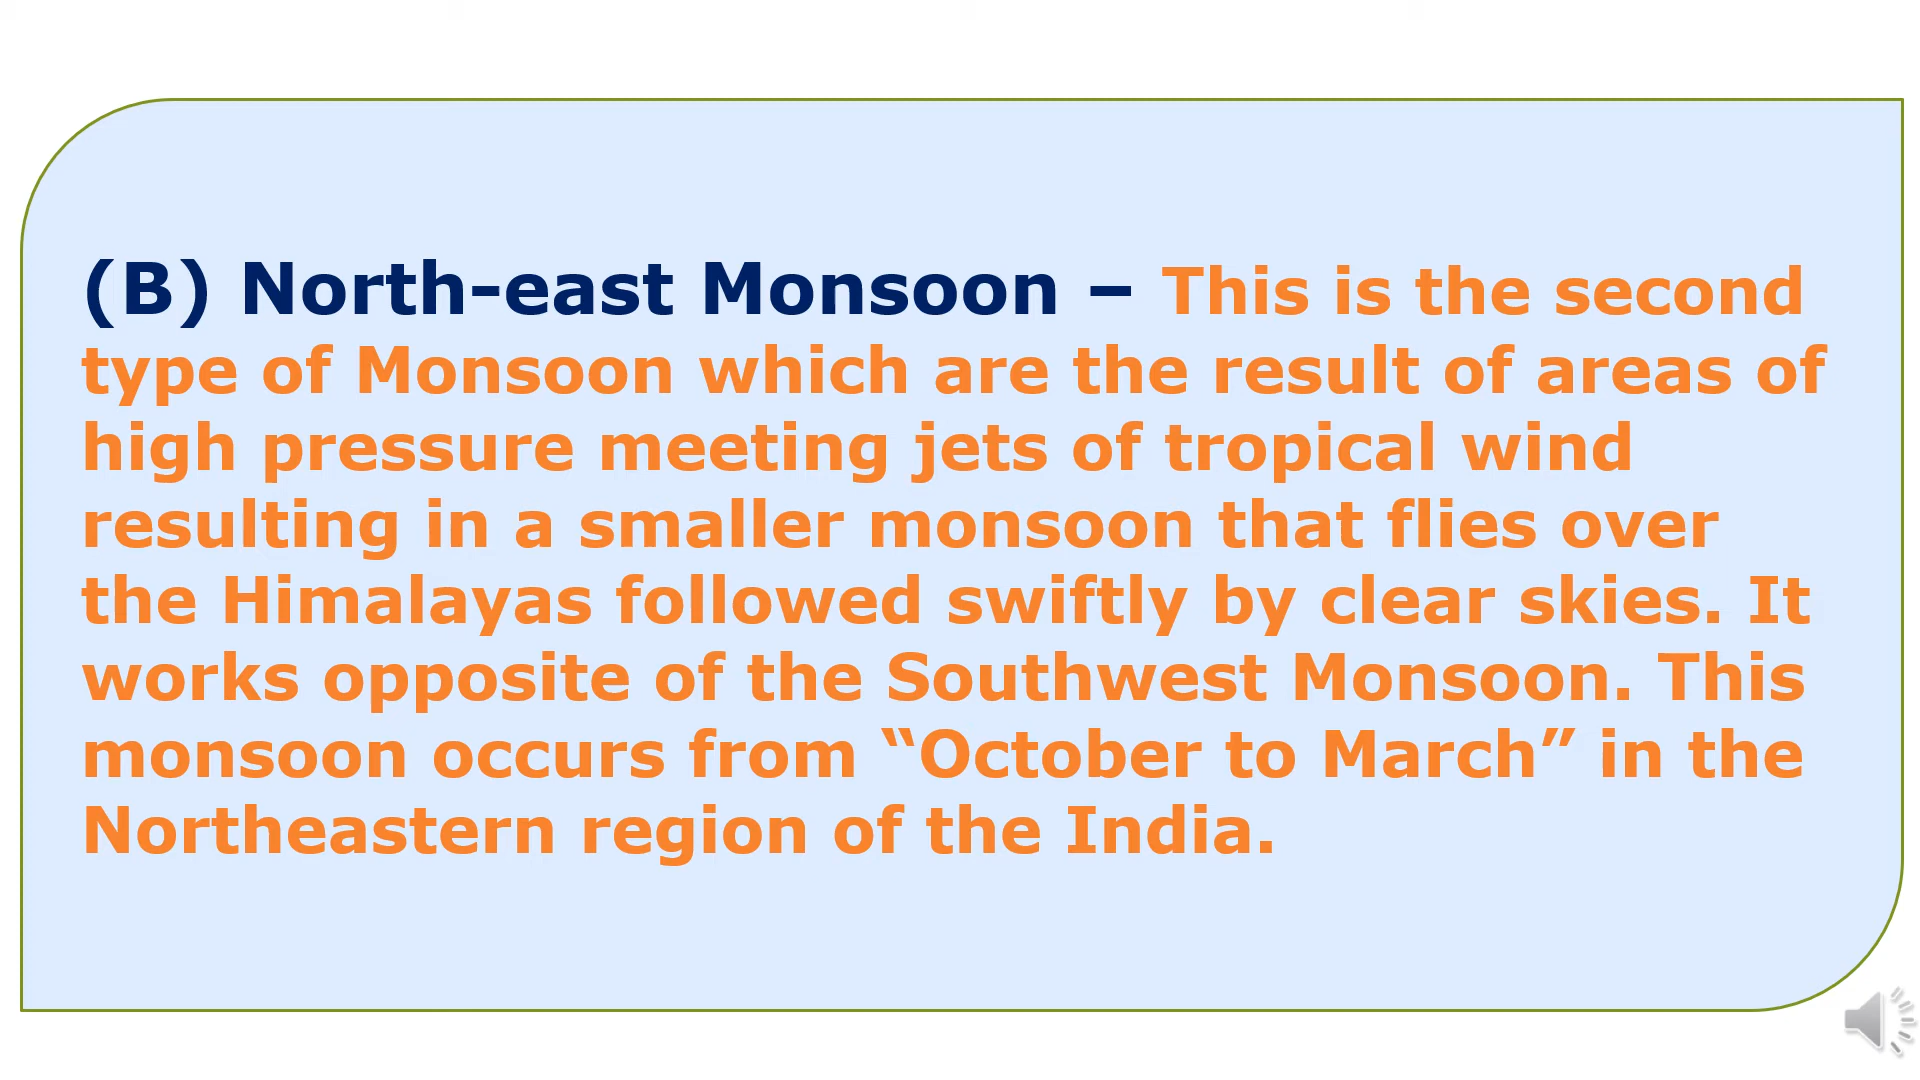 (B) North-east Monsoon – This is the second
type of Monsoon which are the result of areas of
high pressure meeting jets of tropical wind
resulting in a smaller monsoon that flies over
the Himalayas followed swiftly by clear skies. It
works opposite of the Southwest Monsoon. This
monsoon occurs from “October to March” in the
Northeastern region of the India.